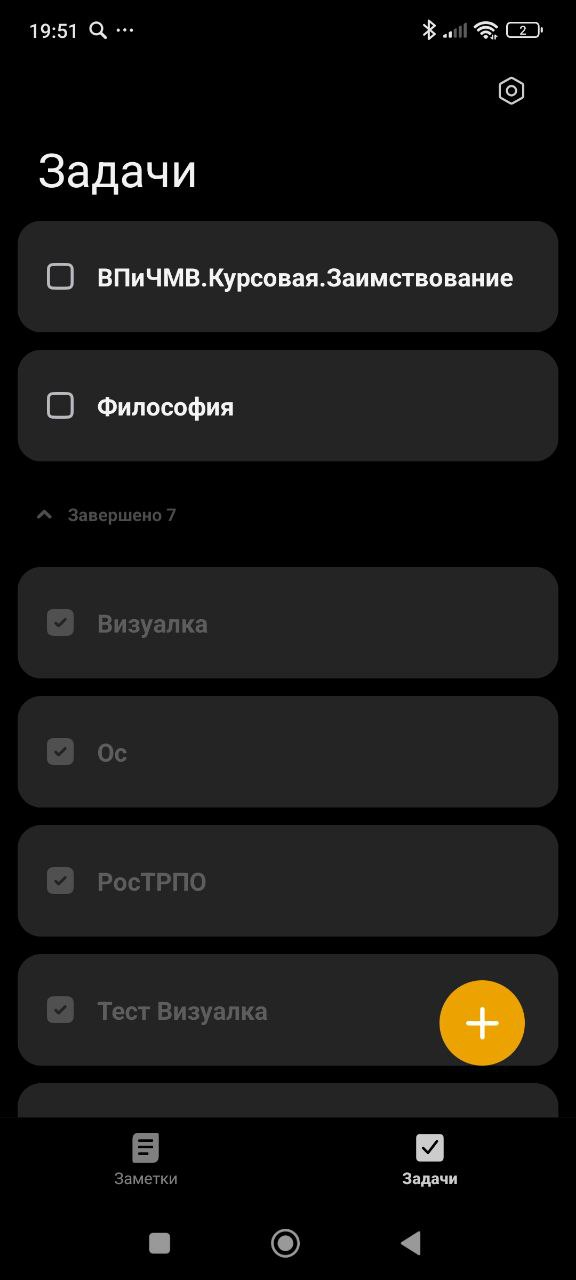 19:51
2
Задачи
ВПиЧМВ.Курсовая.Заимствование
Философия
Завершено 7
Визуалка
Ос
РосТРПО
Тест Визуалка
Заметки
Задачи